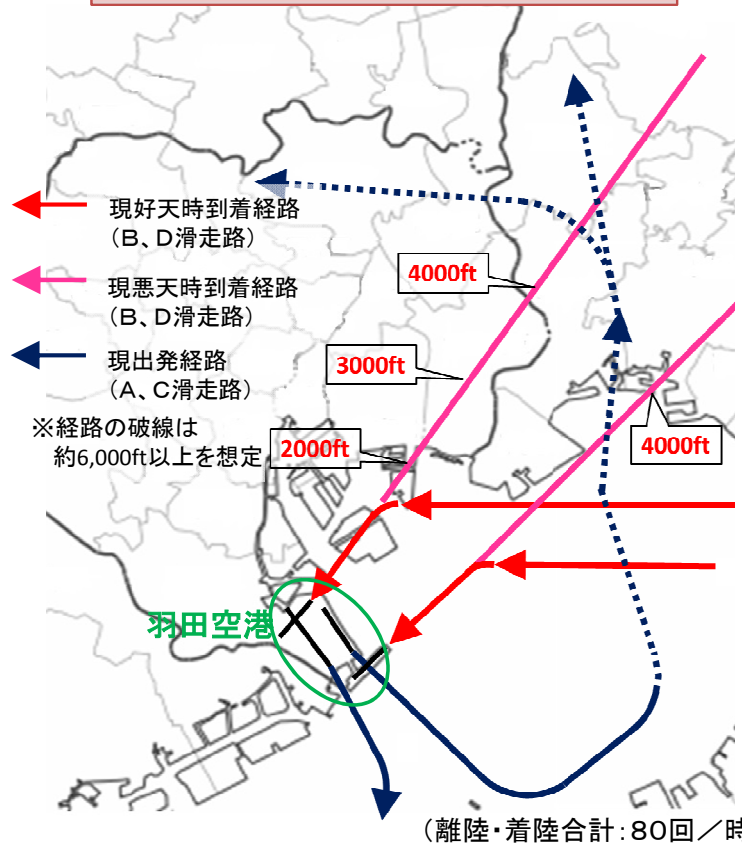 現好天時到着経路
(B、D滑走路)
現悪天時到着経路
(B、D滑走路)
現出発経路
(A、C滑走路)
※経路の破線は
約6,000ft以上を想定
4000ft
3000ft
2000ft
4000ft
羽田空港
(離陸・着陸合計:80回/時